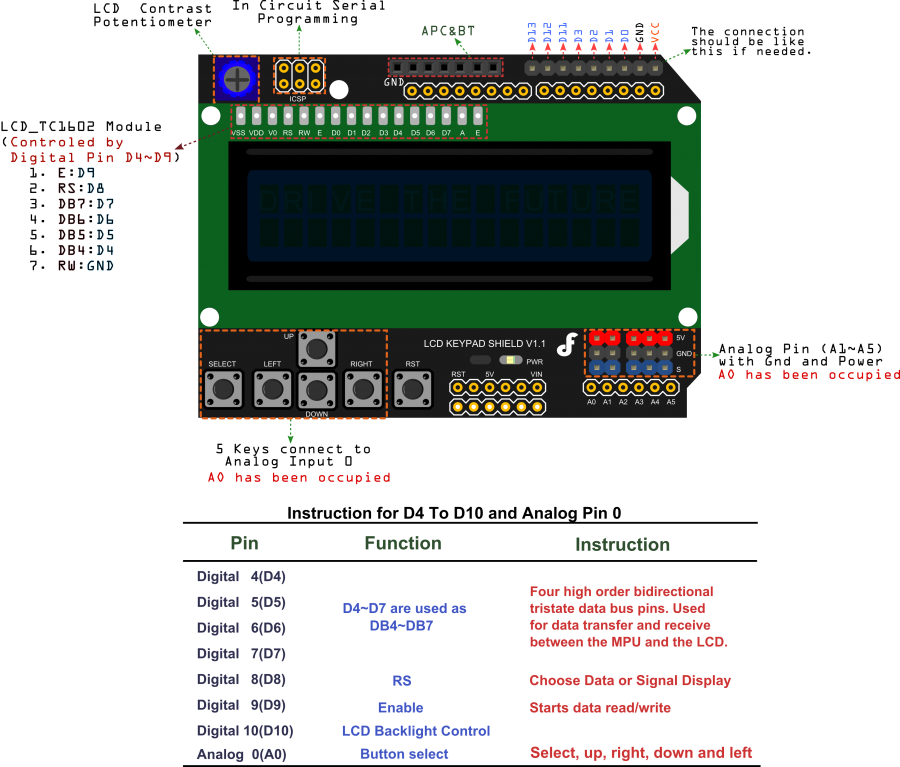 LCD Contrast
Potentiometer
In Circuit Serial
Programming
APC&BT
D13
D12
D11
D3
D2
D1
D0
GND
VCC
The connection
should be like
this if needed.
GND
ICSP
VSS VDD V0 RS RW E D0 D1 D2 D3 D4 D5 D6 D7 A E
LCD_TC1602 Module
(Controled by
Digital Pin D4~D9)
1. E:D9
2. RS:D8
3. DB7:D7
4. DB6:D6
5. DB5:D5
6. DB4:D4
7. RW:GND
DRIVE THE FUTURE
UP
SELECT LEFT RIGHT RST
DOWN
LCD KEYPAD SHIELD V1.1
PWR
RST 5V VIN
5V
GND
S
A0 A1 A2 A3 A4 A5
Analog Pin (A1~A5)
with Gnd and Power
A0 has been occupied
5 Keys connect to
Analog Input 0
A0 has been occupied
Instruction for D4 To D10 and Analog Pin 0
Pin Function Instruction
Digital 4(D4)
Digital 5(D5)
Digital 6(D6)
Digital 7(D7)
D4~D7 are used as
DB4~DB7
Four high order bidirectional
tristate data bus pins. Used
for data transfer and receive
between the MPU and the LCD.
Digital 8(D8) RS Choose Data or Signal Display
Digital 9(D9) Enable Starts data read/write
Digital 10(D10) LCD Backlight Control
Analog 0(A0) Button select Select, up, right, down and left